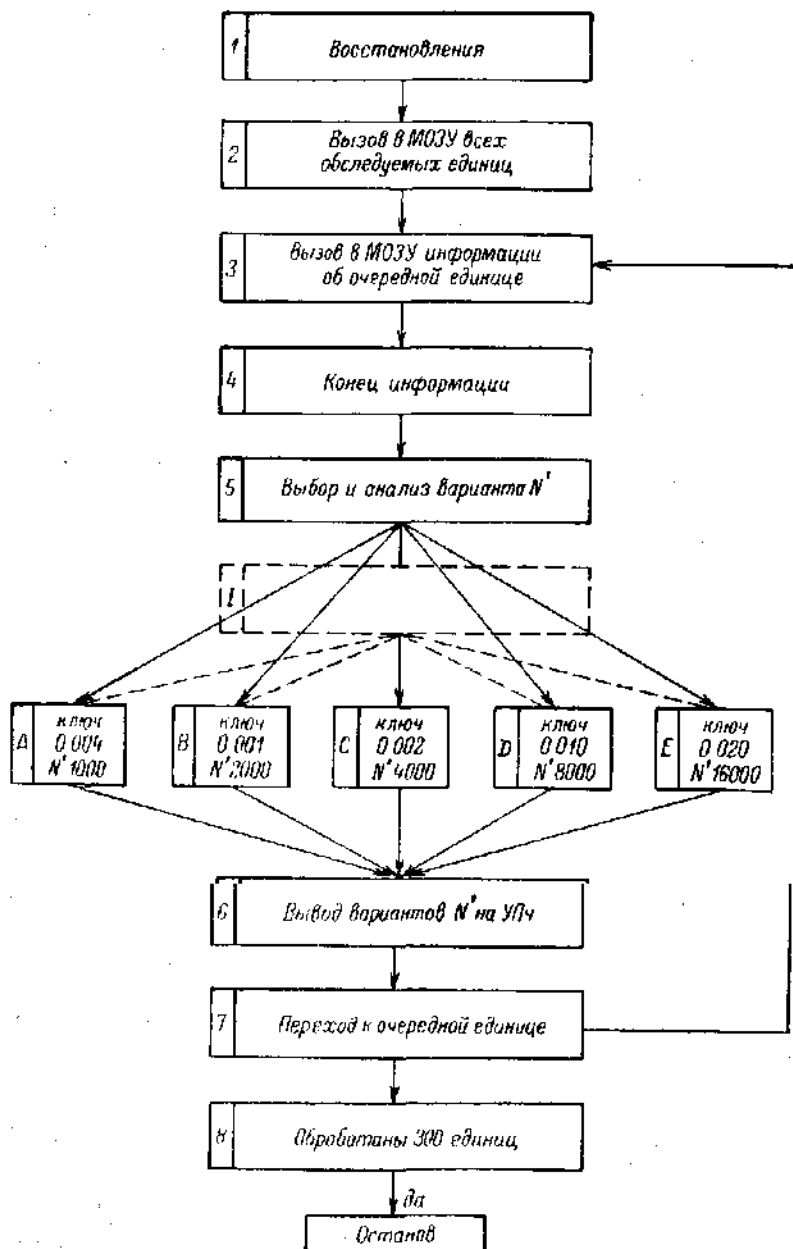 1
Восстановления
2
Вызов в МОЗУ всех
обследуемых единиц
3
Вызов в МОЗУ информации
об очередной единице
4
Конец информации
5
Выбор и анализ варианта N'
I
A
ключ
0.004
N'1000
B
ключ
0.001
N'2000
C
ключ
0.002
N'4000
D
ключ
0.010
N'8000
E
ключ
0.020
N'16000
6
Вывод вариантов N' на УПч
7
Переход к очередной единице
8
Обработаны 300 единиц
да
Останов